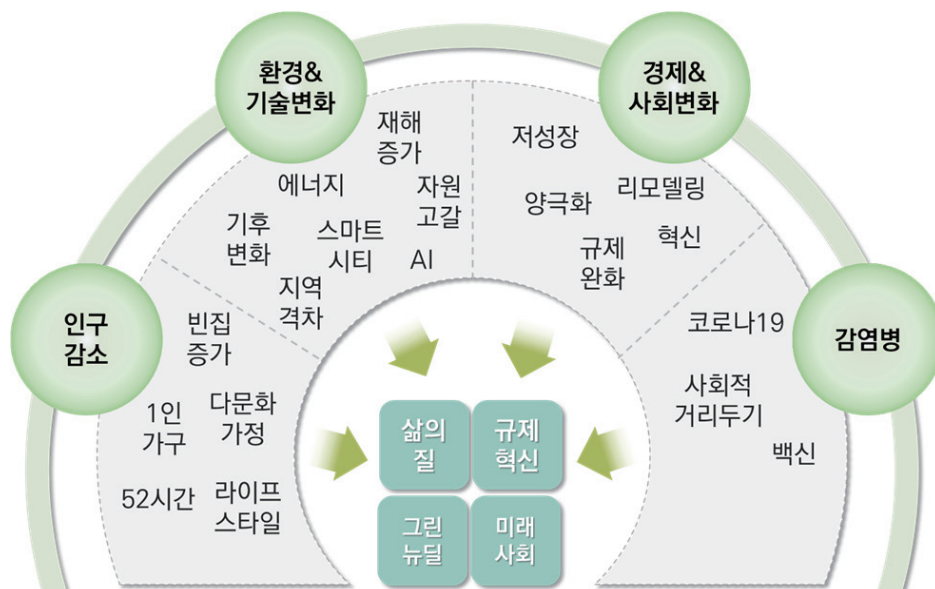 환경&
기술변화
경제&
사회변화
인구
감소
감염병
재해
증가
에너지
자원
고갈
기후
변화
스마트
시티
AI
지역
격차
저성장
리모델링
양극화
혁신
규제
완화
빈집
증가
1인
가구
다문화
가정
52시간
라이프
스타일
코로나19
사회적
거리두기
백신
삶의
질
규제
혁신
그린
뉴딜
미래
사회